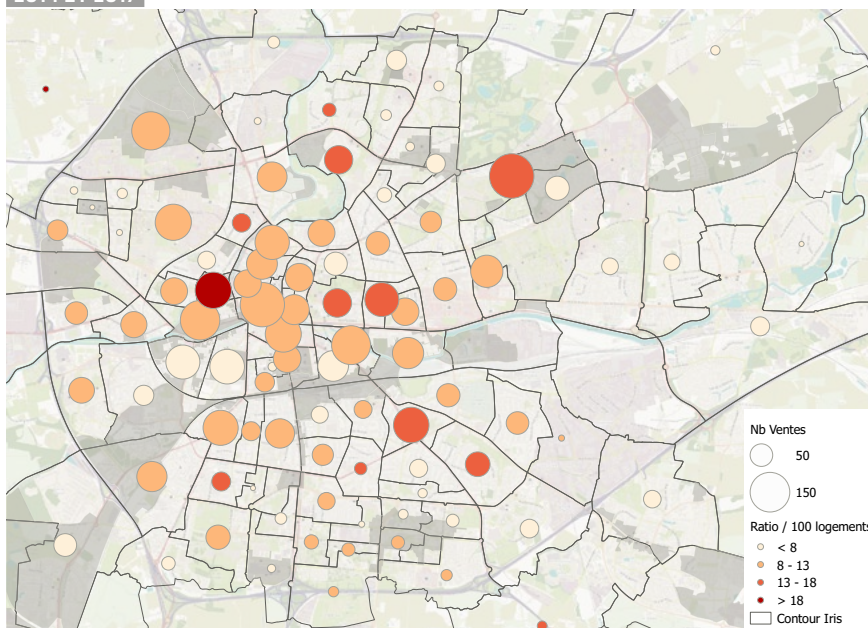 Nb Ventes
50
150
Ratio / 100 logements
< 8
8 - 13
13 - 18
> 18
Contour Iris